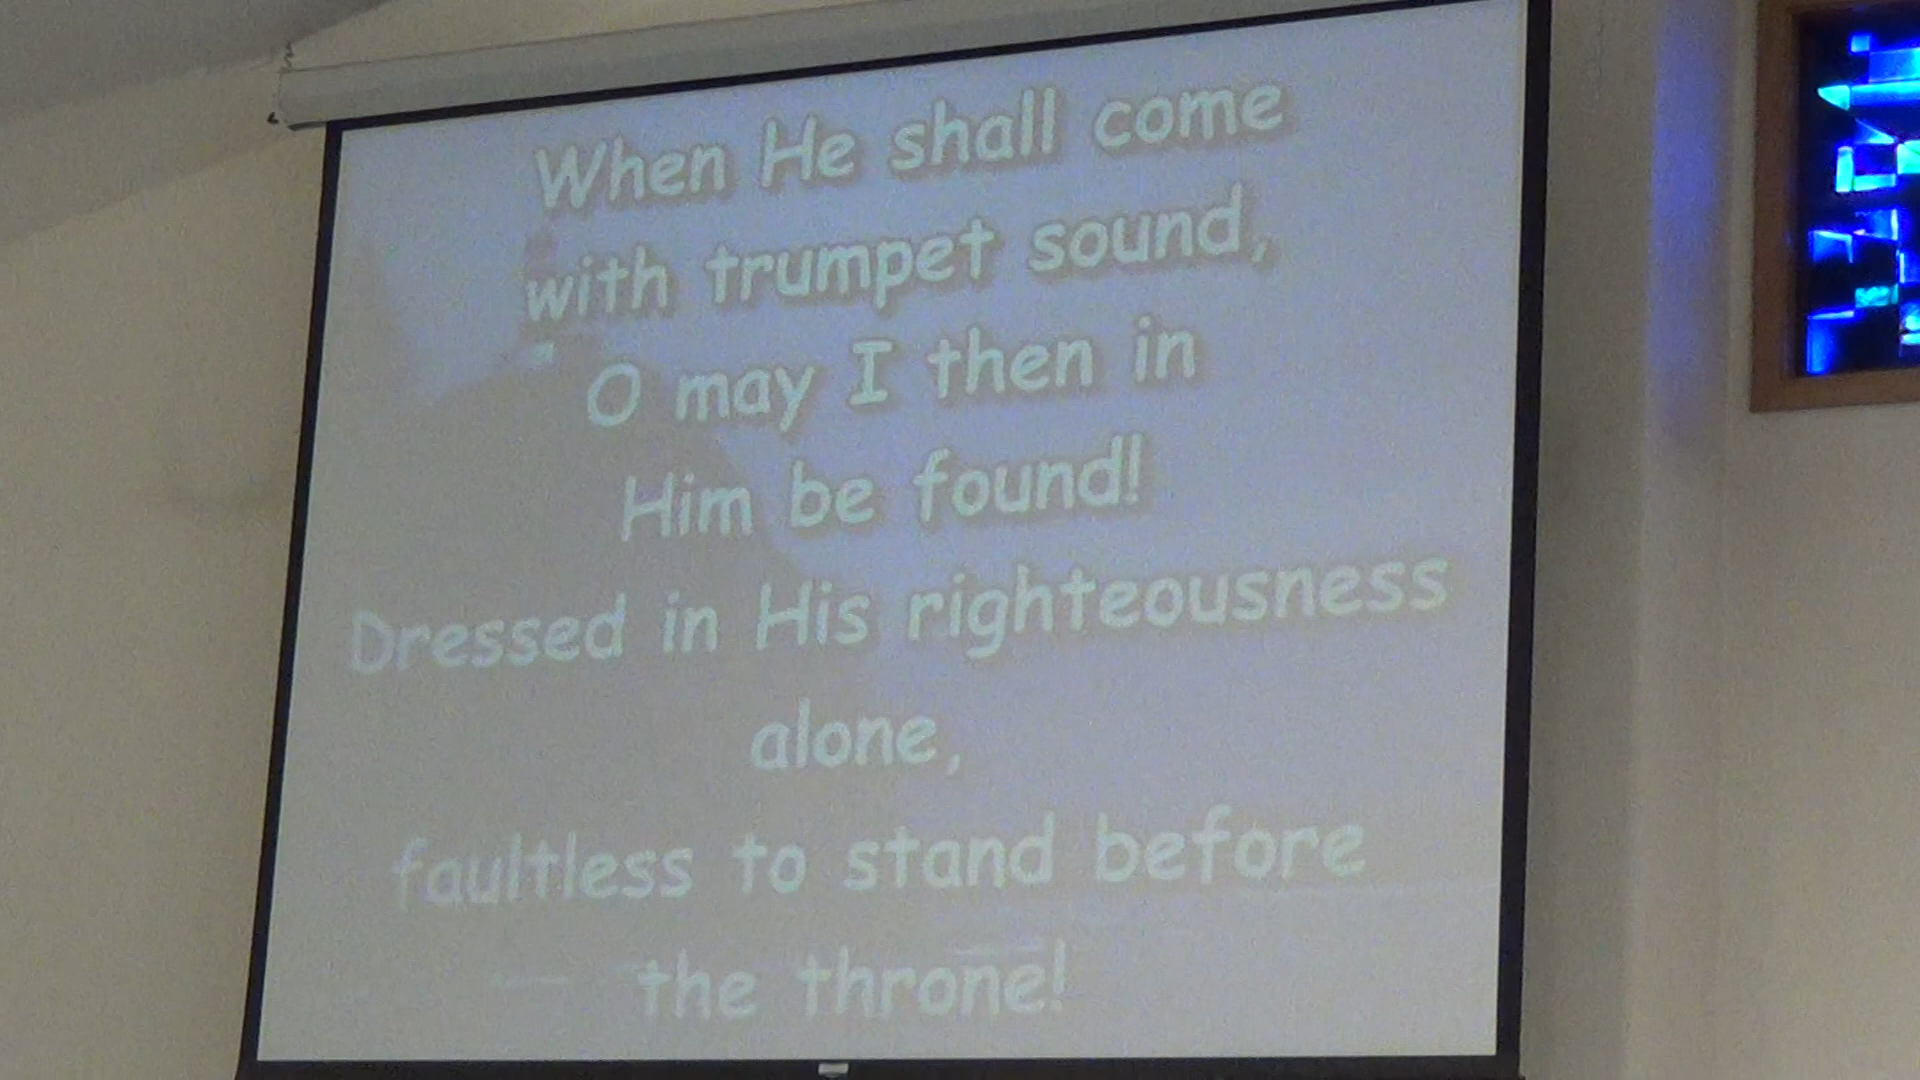 When He shall come
with trumpet sound,
O may I then in
Him be found!
Dressed in His righteousness
alone,
faultless to stand before
the throne!